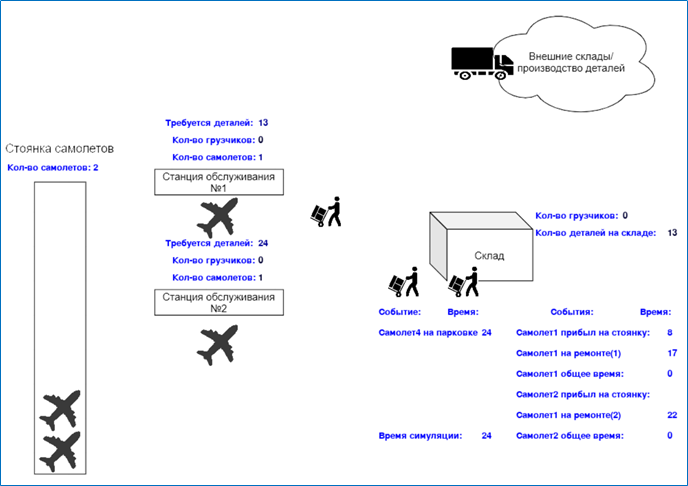 Внешние склады/
производство деталей
Требуется деталей: 13
Кол-во грузчиков: 0
Кол-во самолетов: 1
Стоянка самолетов
Кол-во самолетов: 2
Станция обслуживания
№1
Требуется деталей: 24
Кол-во грузчиков: 0
Кол-во самолетов: 1
Станция обслуживания
№2
Кол-во грузчиков: 0
Кол-во деталей на складе: 13
Склад
Событие: Время:
Самолет4 на парковке 24
Время симуляции: 24
События: Время:
Самолет1 прибыл на стоянку: 8
Самолет1 на ремонте(1) 17
Самолет1 общее время: 0
Самолет2 прибыл на стоянку:
Самолет1 на ремонте(2) 22
Самолет2 общее время: 0